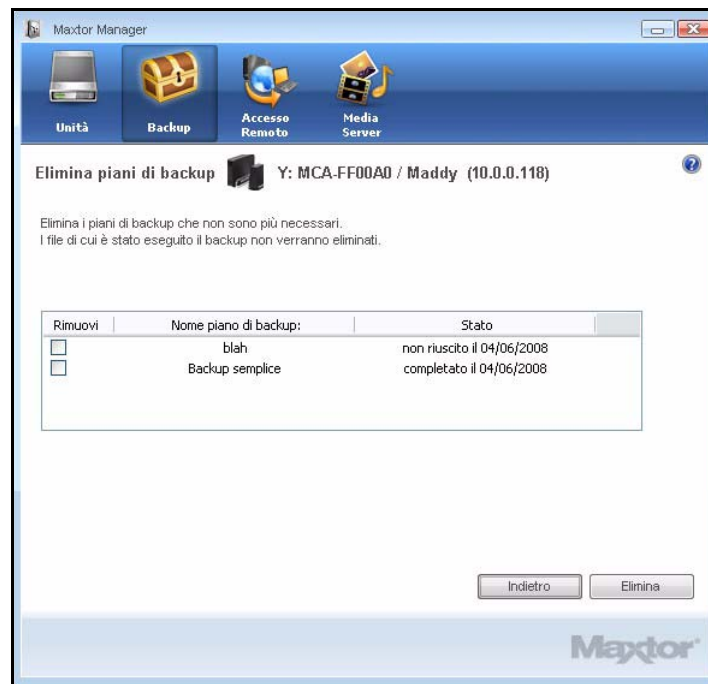 Maxtor Manager
Unità
Backup
Accesso
Remoto
Media
Server
Elimina piani di backup
Y: MCA-FF00A0 / Maddy (10.0.0.118)
Elimina i piani di backup che non sono più necessari.
I file di cui è stato eseguito il backup non verranno eliminati.
Rimuovi Nome piano di backup: Stato
blah non riuscito il 04/06/2008
Backup semplice completato il 04/06/2008
Indietro Elimina
Maxtor